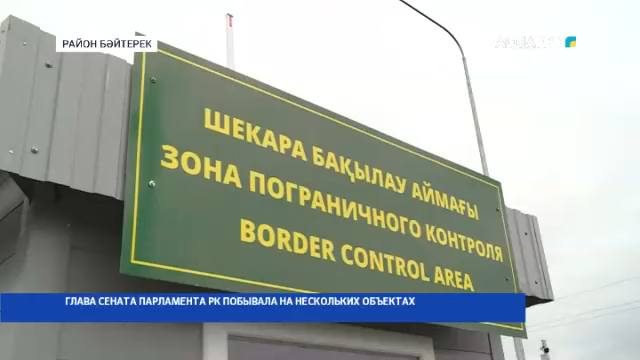 РАЙОН БӘЙТЕРЕК
ШЕКАРА БАҚЫЛАУ АЙМАҒЫ
ЗОНА ПОГРАНИЧНОГО КОНТРОЛЯ
BORDER CONTROL AREA
ГЛАВА СЕНАТА ПАРЛАМЕНТА РК ПОБЫВАЛА НА НЕСКОЛЬКИХ ОБЪЕКТАХ